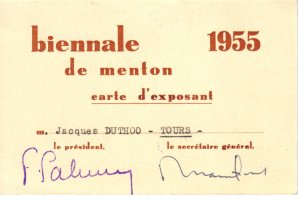 biennale 1955
de menton
carte d'exposant
m. Jacques DUTHOO - TOURS -
le président. le secrétaire général.